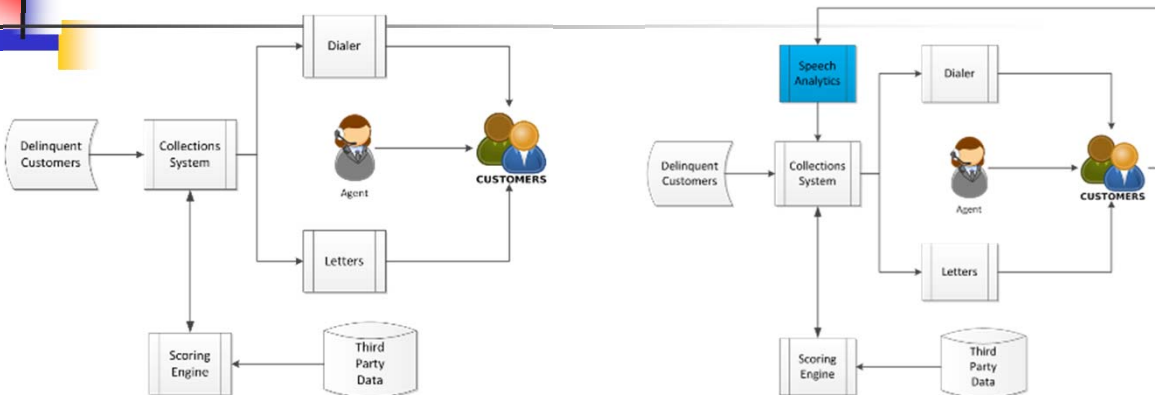 Dialer
Delinquent
Customers
Collections
System
Agent
CUSTOMERS
Letters
Scoring
Engine
Third
Party
Data
Speech
Analytics
Dialer
Delinquent
Customers
Collections
System
Agent
CUSTOMERS
Letters
Scoring
Engine
Third
Party
Data